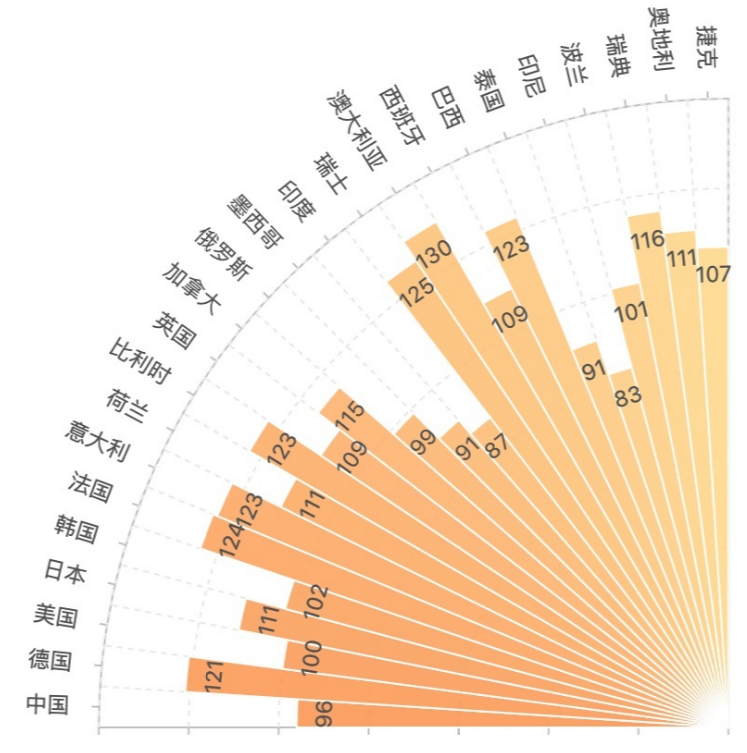 捷克
奥地利
瑞典
波兰
印尼
泰国
巴西
西班牙
澳大利亚
瑞士
印度
墨西哥
俄罗斯
加拿大
英国
比利时
荷兰
意大利
法国
韩国
日本
美国
德国
中国
107
111
116
101
83
91
123
109
130
125
87
91
99
115
109
123
111
123
124
102
111
100
121
96